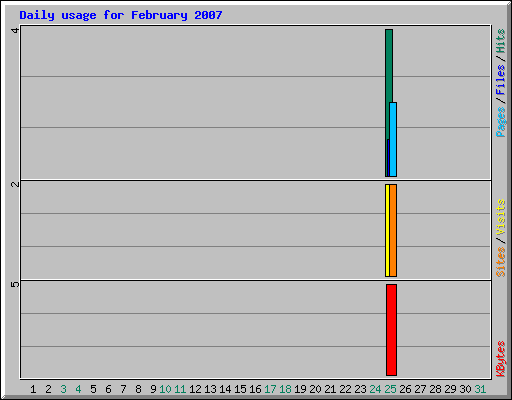 Daily usage for February 2007
4
2
5
Pages / Files / Hits
Sites / Visits
KBytes
1 2 3 4 5 6 7 8 9 10 11 12 13 14 15 16 17 18 19 20 21 22 23 24 25 26 27 28 29 30 31